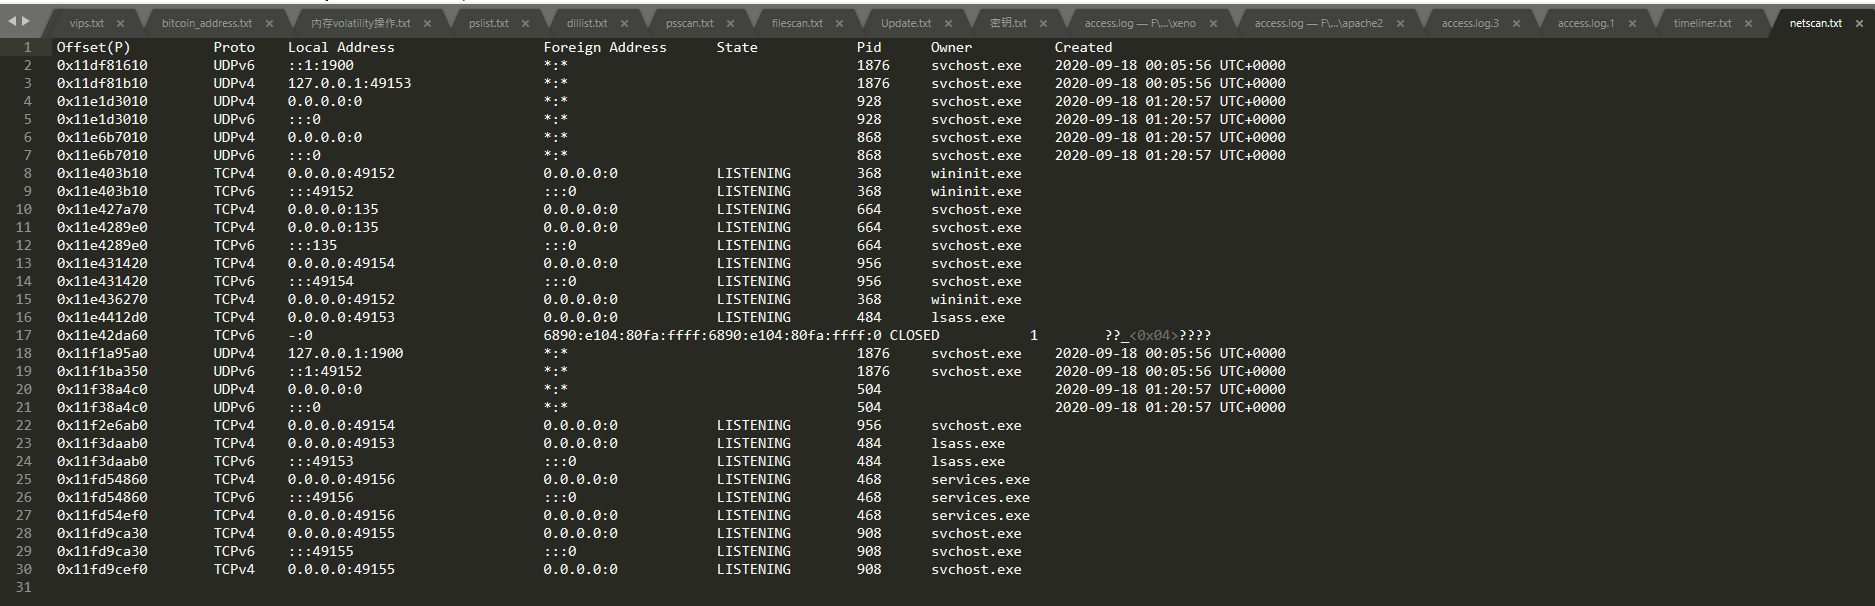 vips.txt × bitcoin_address.txt × 内存volatility操作.txt × pslist.txt × dlllist.txt × psscan.txt × filescan.txt × Update.txt × 密钥.txt × access.log — F\...\xeno × access.log — F\...\apache2 × access.log.3 × access.log.1 × timeliner.txt × netscan.txt ×
1 Offset(P) Proto Local Address Foreign Address State Pid Owner Created
2 0x11df81610 UDPv6 ::1:1900 *:* 1876 svchost.exe 2020-09-18 00:05:56 UTC+0000
3 0x11df81b10 UDPv4 127.0.0.1:49153 *:* 1876 svchost.exe 2020-09-18 00:05:56 UTC+0000
4 0x11e1d3010 UDPv4 0.0.0.0:0 *:* 928 svchost.exe 2020-09-18 01:20:57 UTC+0000
5 0x11e1d3010 UDPv6 :::0 *:* 928 svchost.exe 2020-09-18 01:20:57 UTC+0000
6 0x11e6b7010 UDPv4 0.0.0.0:0 *:* 868 svchost.exe 2020-09-18 01:20:57 UTC+0000
7 0x11e6b7010 UDPv6 :::0 *:* 868 svchost.exe 2020-09-18 01:20:57 UTC+0000
8 0x11e403b10 TCPv4 0.0.0.0:49152 0.0.0.0:0 LISTENING 368 wininit.exe
9 0x11e403b10 TCPv6 :::49152 :::0 LISTENING 368 wininit.exe
10 0x11e427a70 TCPv4 0.0.0.0:135 0.0.0.0:0 LISTENING 664 svchost.exe
11 0x11e4289e0 TCPv4 0.0.0.0:135 0.0.0.0:0 LISTENING 664 svchost.exe
12 0x11e4289e0 TCPv6 :::135 :::0 LISTENING 664 svchost.exe
13 0x11e431420 TCPv4 0.0.0.0:49154 0.0.0.0:0 LISTENING 956 svchost.exe
14 0x11e431420 TCPv6 :::49154 :::0 LISTENING 956 svchost.exe
15 0x11e436270 TCPv4 0.0.0.0:49152 0.0.0.0:0 LISTENING 368 wininit.exe
16 0x11e4412d0 TCPv4 0.0.0.0:49153 0.0.0.0:0 LISTENING 484 lsass.exe
17 0x11e42da60 TCPv6 -:0 6890:e104:80fa:ffff:6890:e104:80fa:ffff:0 CLOSED 1 ??_<0x04>????
18 0x11f1a95a0 UDPv4 127.0.0.1:1900 *:* 1876 svchost.exe 2020-09-18 00:05:56 UTC+0000
19 0x11f1ba350 UDPv6 ::1:49152 *:* 1876 svchost.exe 2020-09-18 00:05:56 UTC+0000
20 0x11f38a4c0 UDPv4 0.0.0.0:0 *:* 504 2020-09-18 01:20:57 UTC+0000
21 0x11f38a4c0 UDPv6 :::0 *:* 504 2020-09-18 01:20:57 UTC+0000
22 0x11f2e6ab0 TCPv4 0.0.0.0:49154 0.0.0.0:0 LISTENING 956 svchost.exe
23 0x11f3daab0 TCPv4 0.0.0.0:49153 0.0.0.0:0 LISTENING 484 lsass.exe
24 0x11f3daab0 TCPv6 :::49153 :::0 LISTENING 484 lsass.exe
25 0x11fd54860 TCPv4 0.0.0.0:49156 0.0.0.0:0 LISTENING 468 services.exe
26 0x11fd54860 TCPv6 :::49156 :::0 LISTENING 468 services.exe
27 0x11fd54ef0 TCPv4 0.0.0.0:49156 0.0.0.0:0 LISTENING 468 services.exe
28 0x11fd9ca30 TCPv4 0.0.0.0:49155 0.0.0.0:0 LISTENING 908 svchost.exe
29 0x11fd9ca30 TCPv6 :::49155 :::0 LISTENING 908 svchost.exe
30 0x11fd9cef0 TCPv4 0.0.0.0:49155 0.0.0.0:0 LISTENING 908 svchost.exe
31